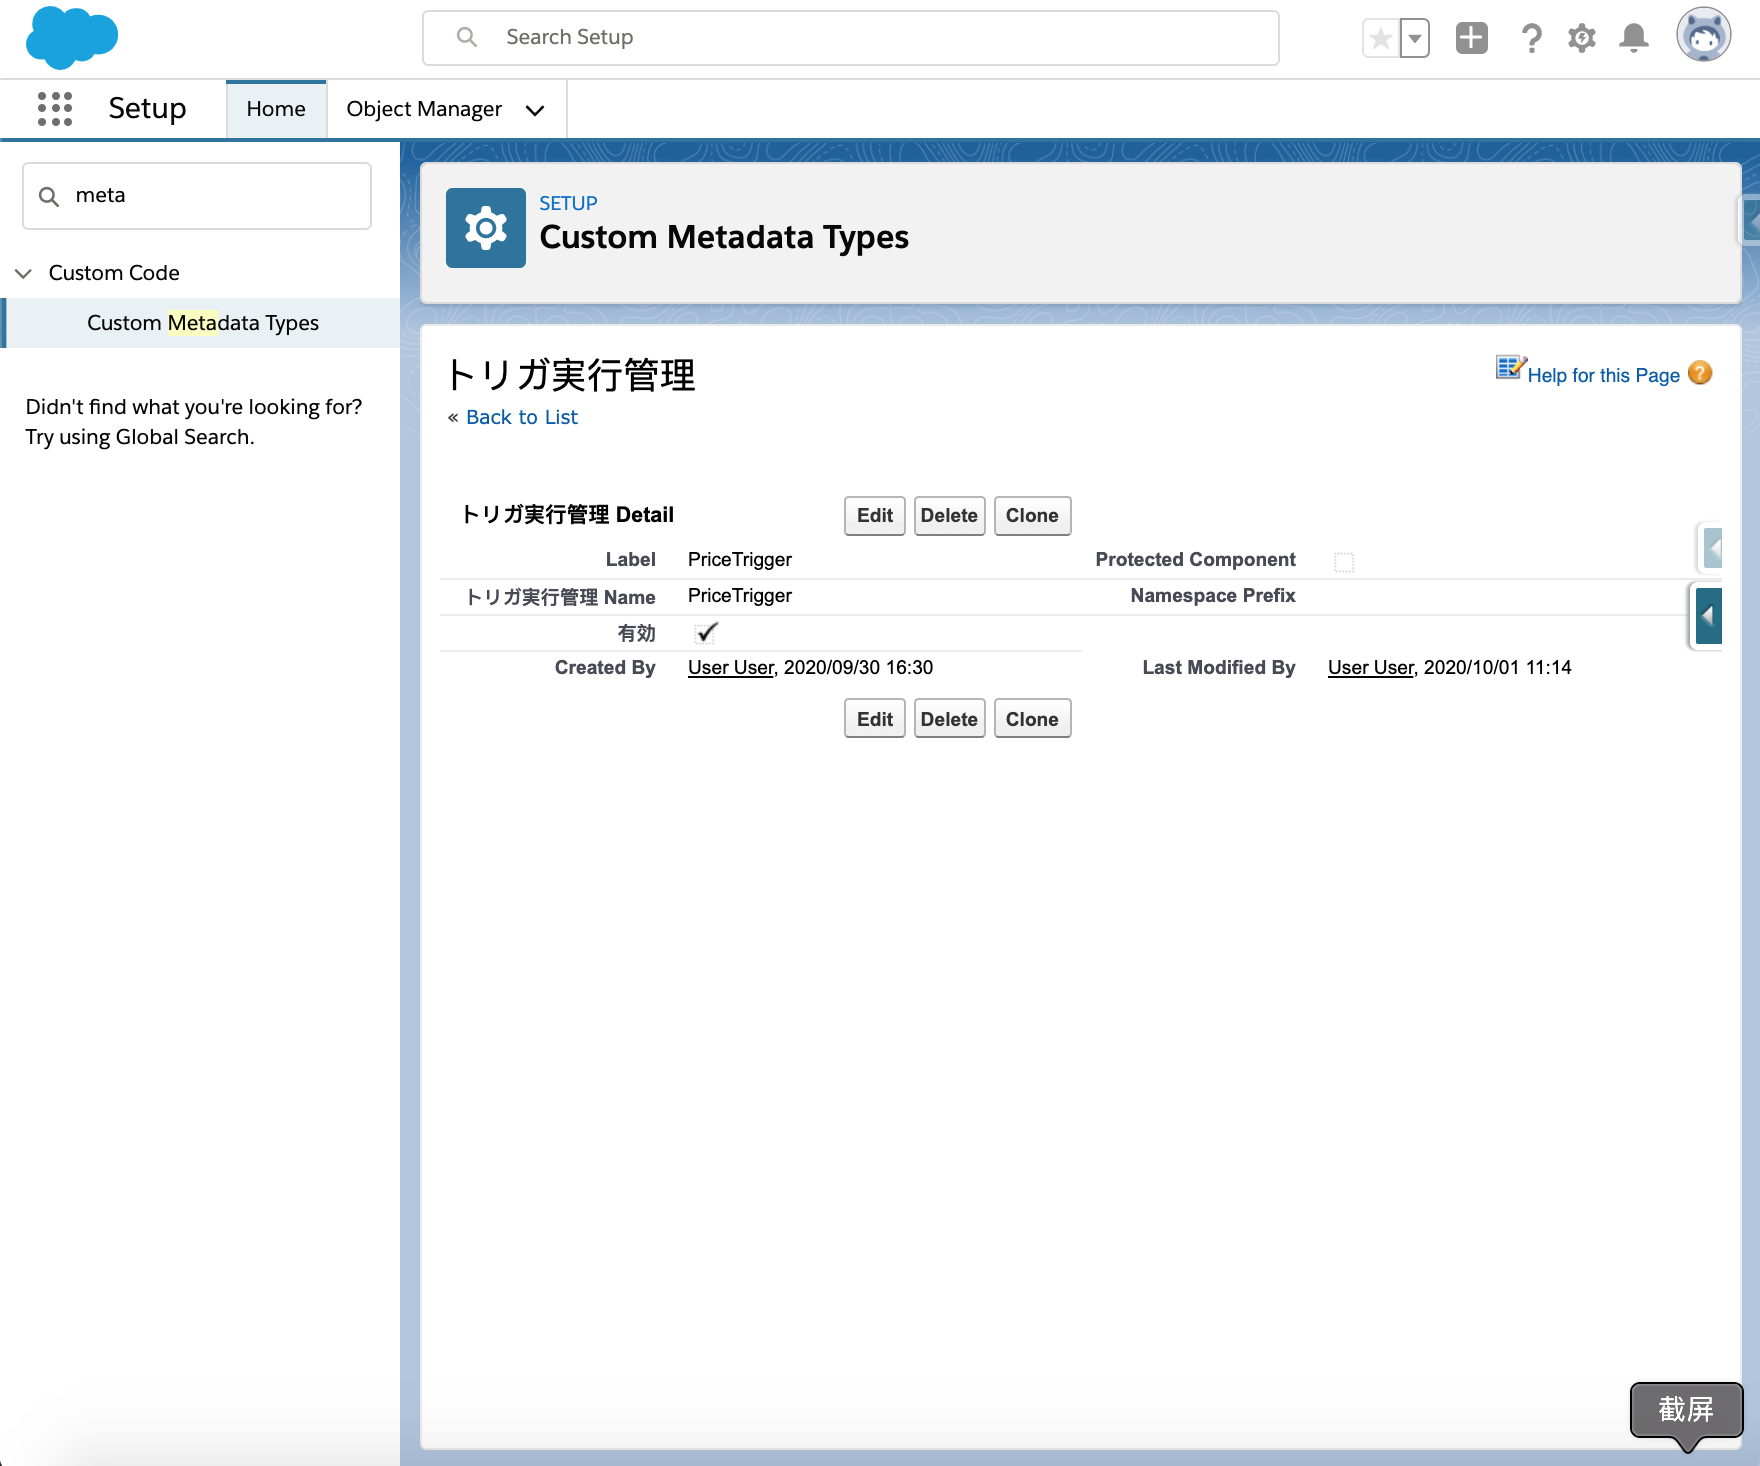 Search Setup
Setup
Home
Object Manager
meta
Custom Code
Custom Metadata Types
Didn't find what you're looking for?
Try using Global Search.
SETUP
Custom Metadata Types
トリガ実行管理
Help for this Page
« Back to List
トリガ実行管理 Detail
Edit Delete Clone
Label PriceTrigger Protected Component
トリガ実行管理 Name PriceTrigger Namespace Prefix
有効
Created By User User, 2020/09/30 16:30 Last Modified By User User, 2020/10/01 11:14
Edit Delete Clone
截屏